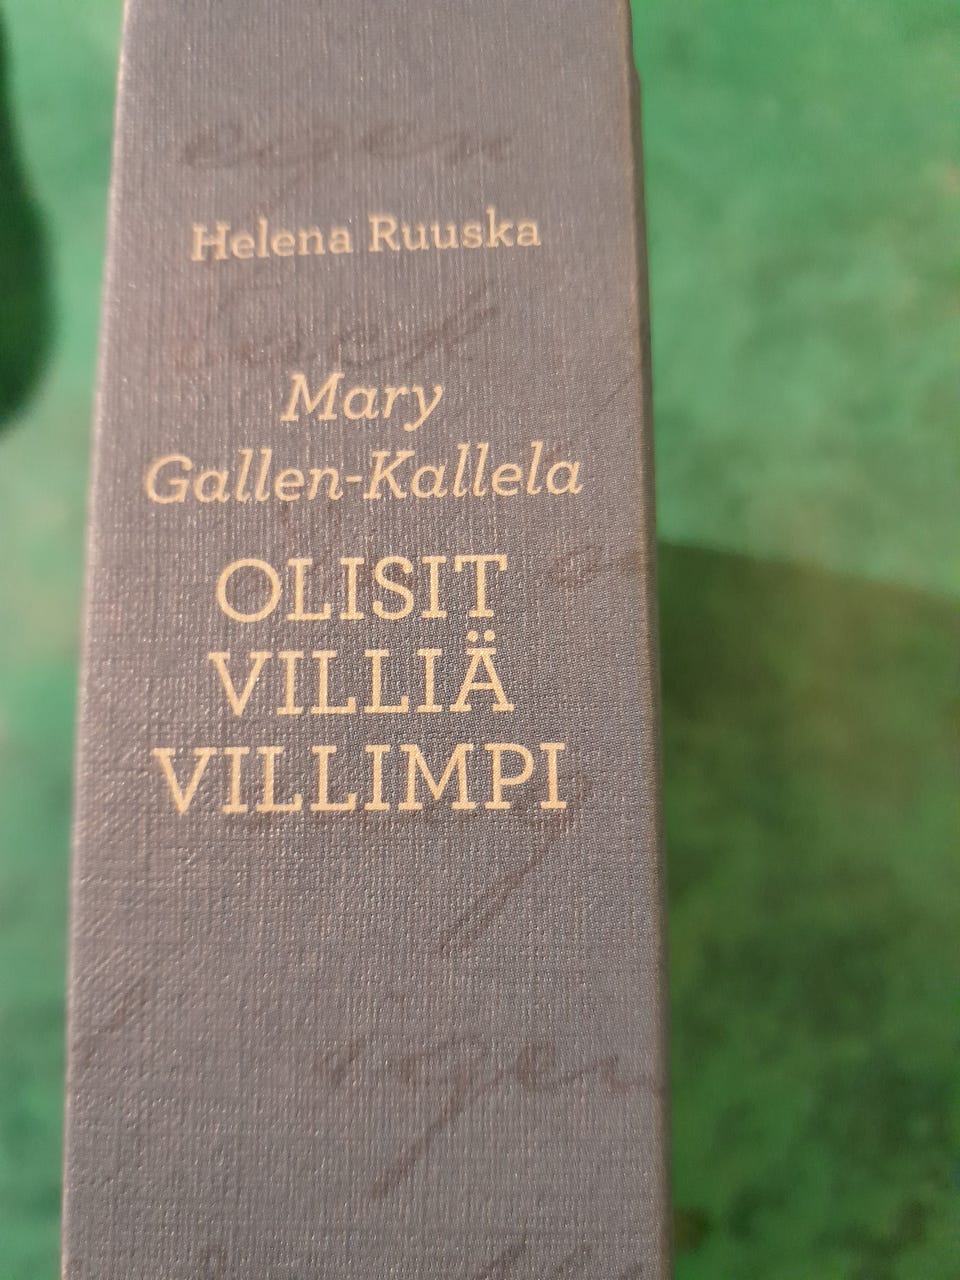 Helena Ruuska
Mary
Gallen-Kallela
OLISIT
VILLIÄ
VILLIMPI